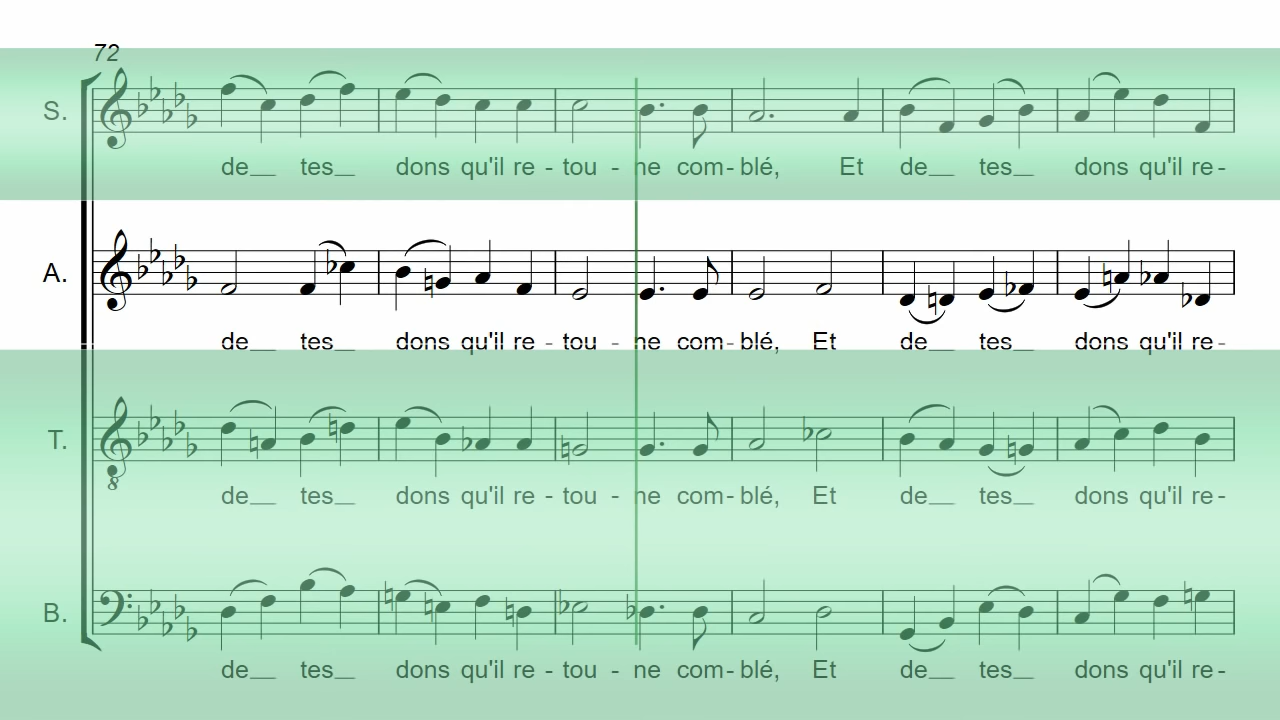 72
S.
de__ tes__ dons qu'il re - tou - ne com- blé, Et de__ tes__ dons qu'il re -
A.
de__ tes__ dons qu'il re - tou - ne com- blé, Et de__ tes__ dons qu'il re -
T.
8
de__ tes__ dons qu'il re - tou - ne com- blé, Et de__ tes__ dons qu'il re -
B.
de__ tes__ dons qu'il re - tou - ne com- blé, Et de__ tes__ dons qu'il re -